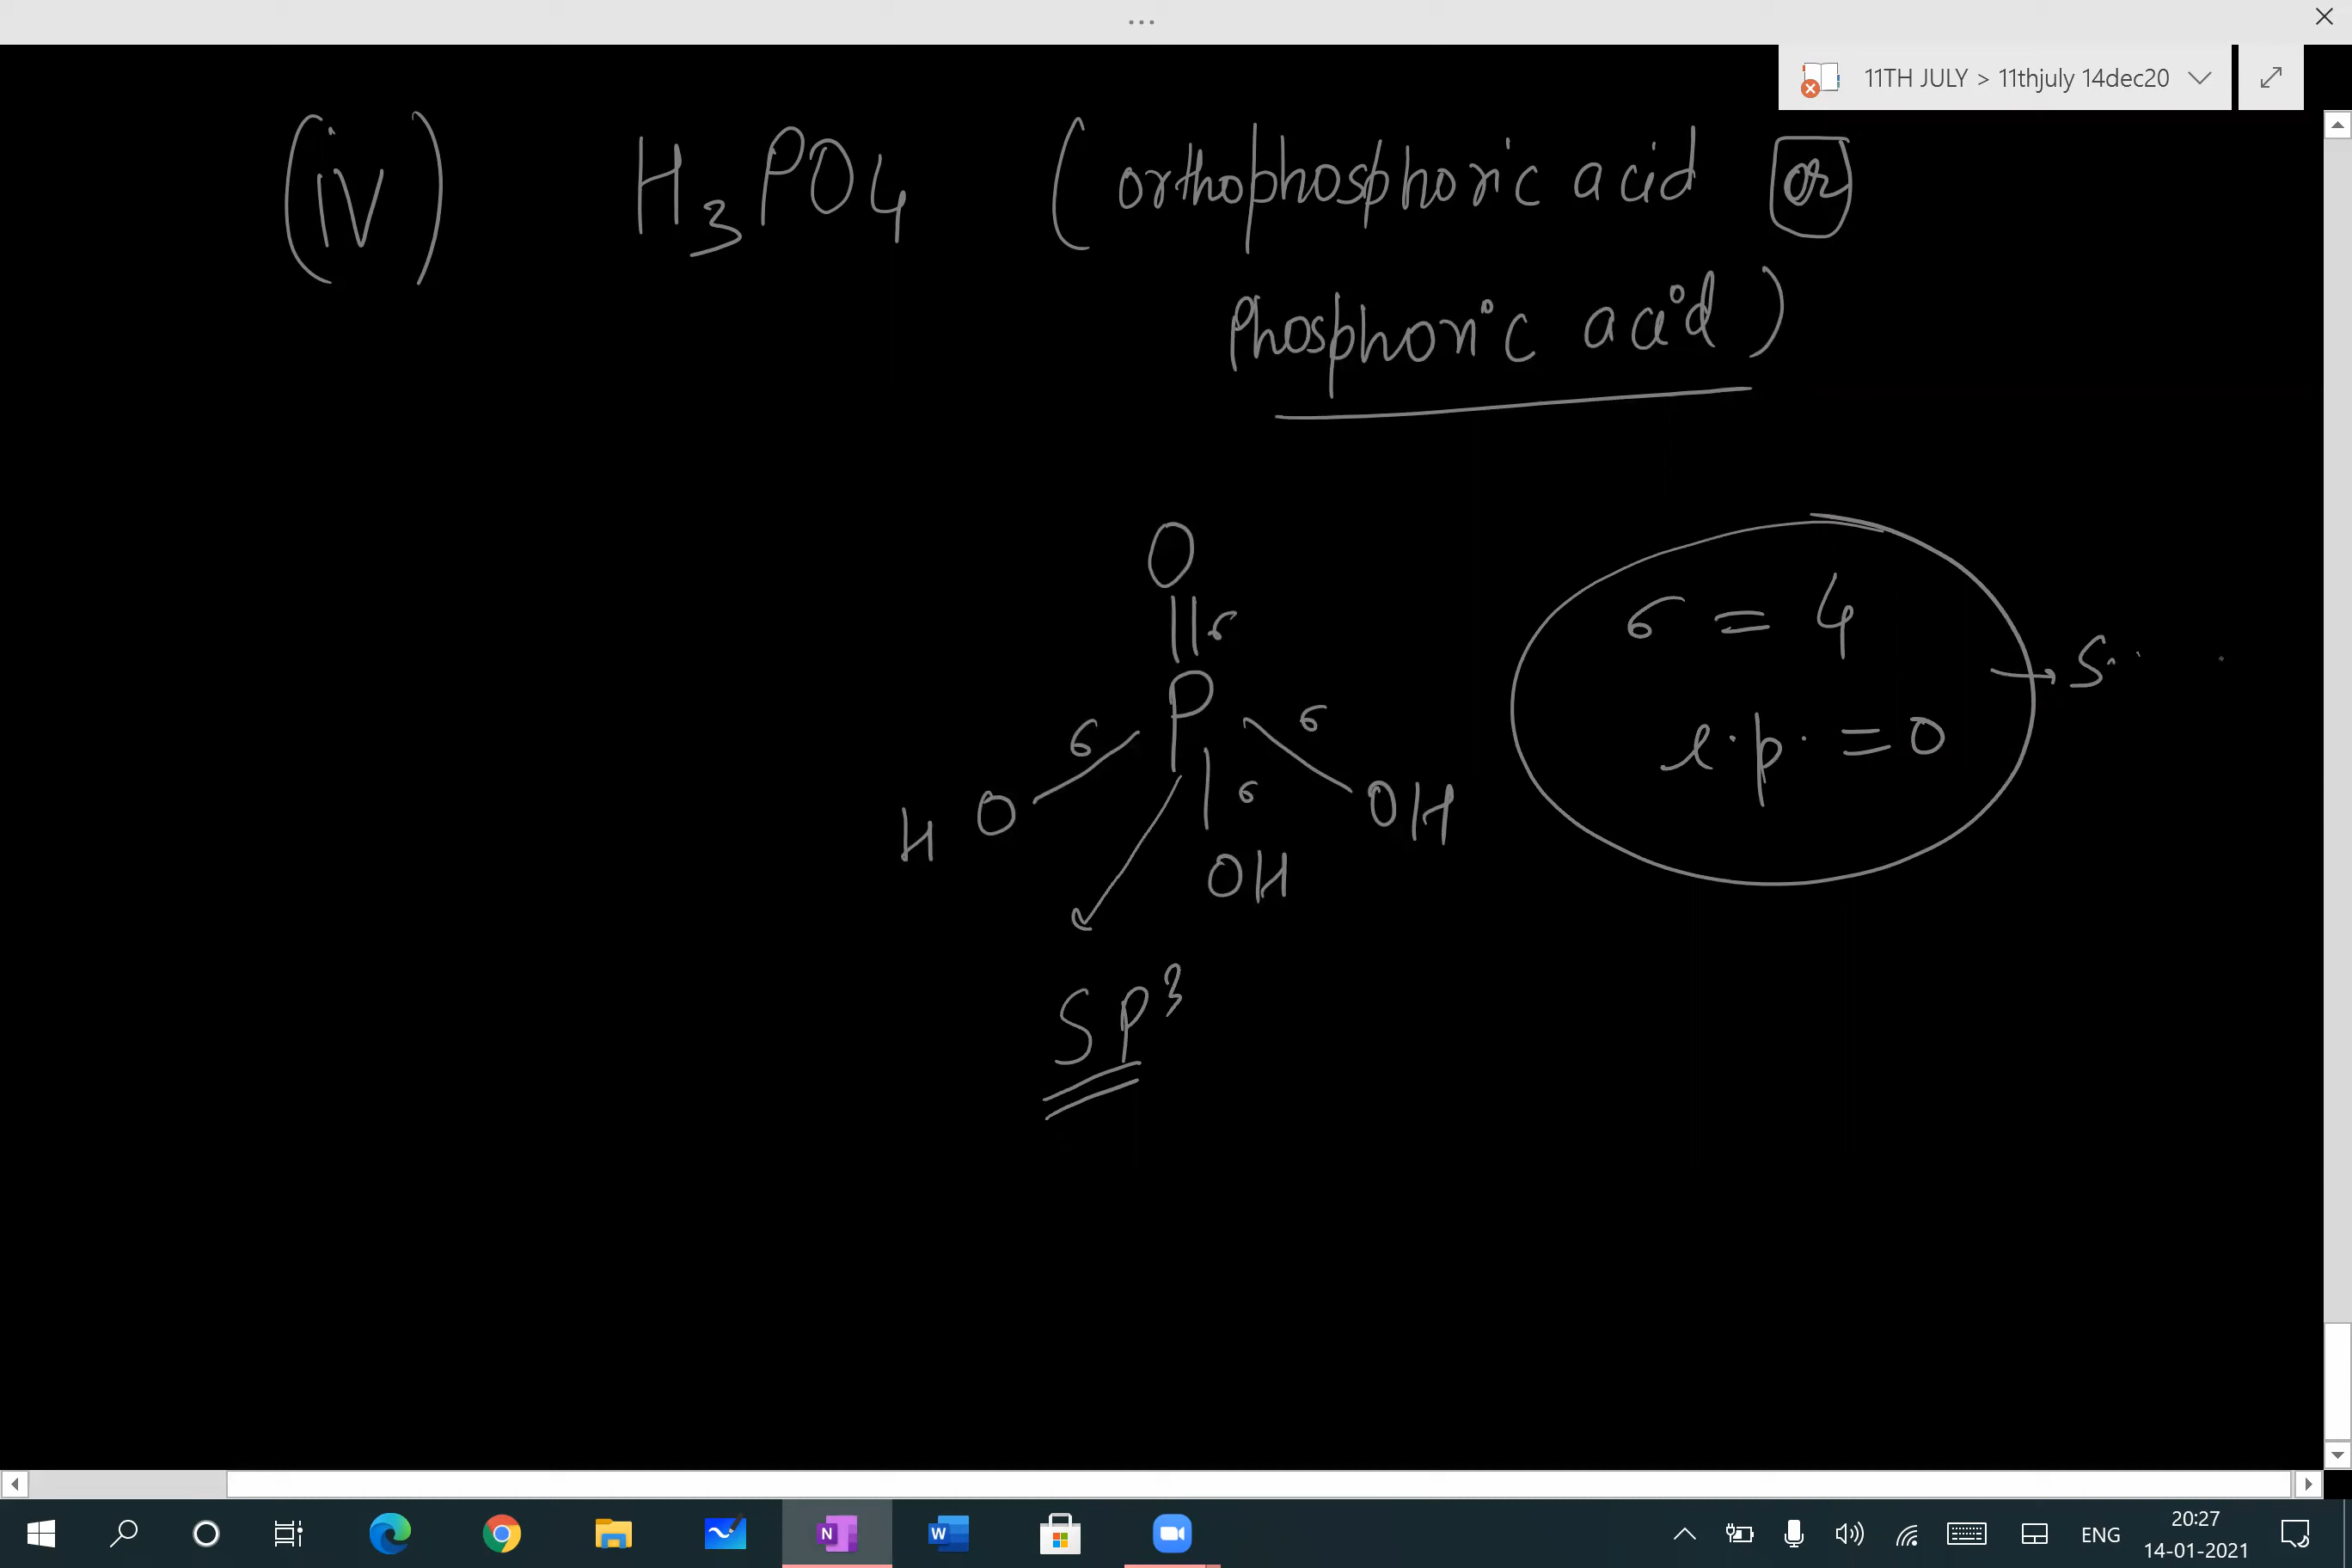 ...
11TH JULY > 11thjuly 14dec20
(iv) H3PO4 (orthophosphoric acid or
Phosphoric acid)
O
|| σ
P
σ σ
H O σ OH
OH
σ = 4
l.p. = 0
→ S
Sp³
N
W
ENG
20:27
14-01-2021